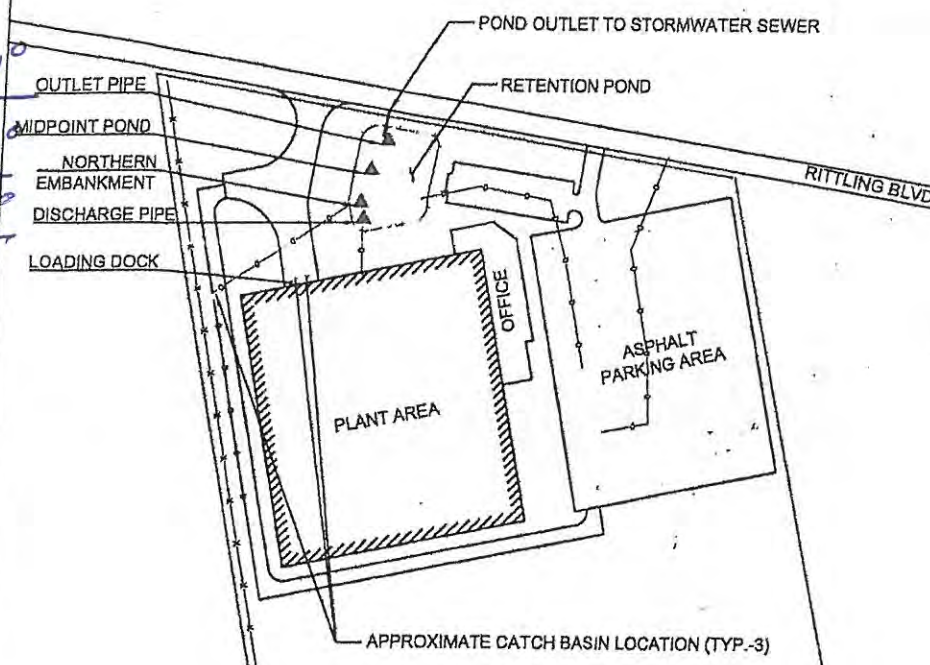 POND OUTLET TO STORMWATER SEWER
OUTLET PIPE
RETENTION POND
MIDPOINT POND
NORTHERN
EMBANKMENT
DISCHARGE PIPE
RITTLING BLVD
LOADING DOCK
OFFICE
ASPHALT
PARKING AREA
PLANT AREA
APPROXIMATE CATCH BASIN LOCATION (TYP.-3)